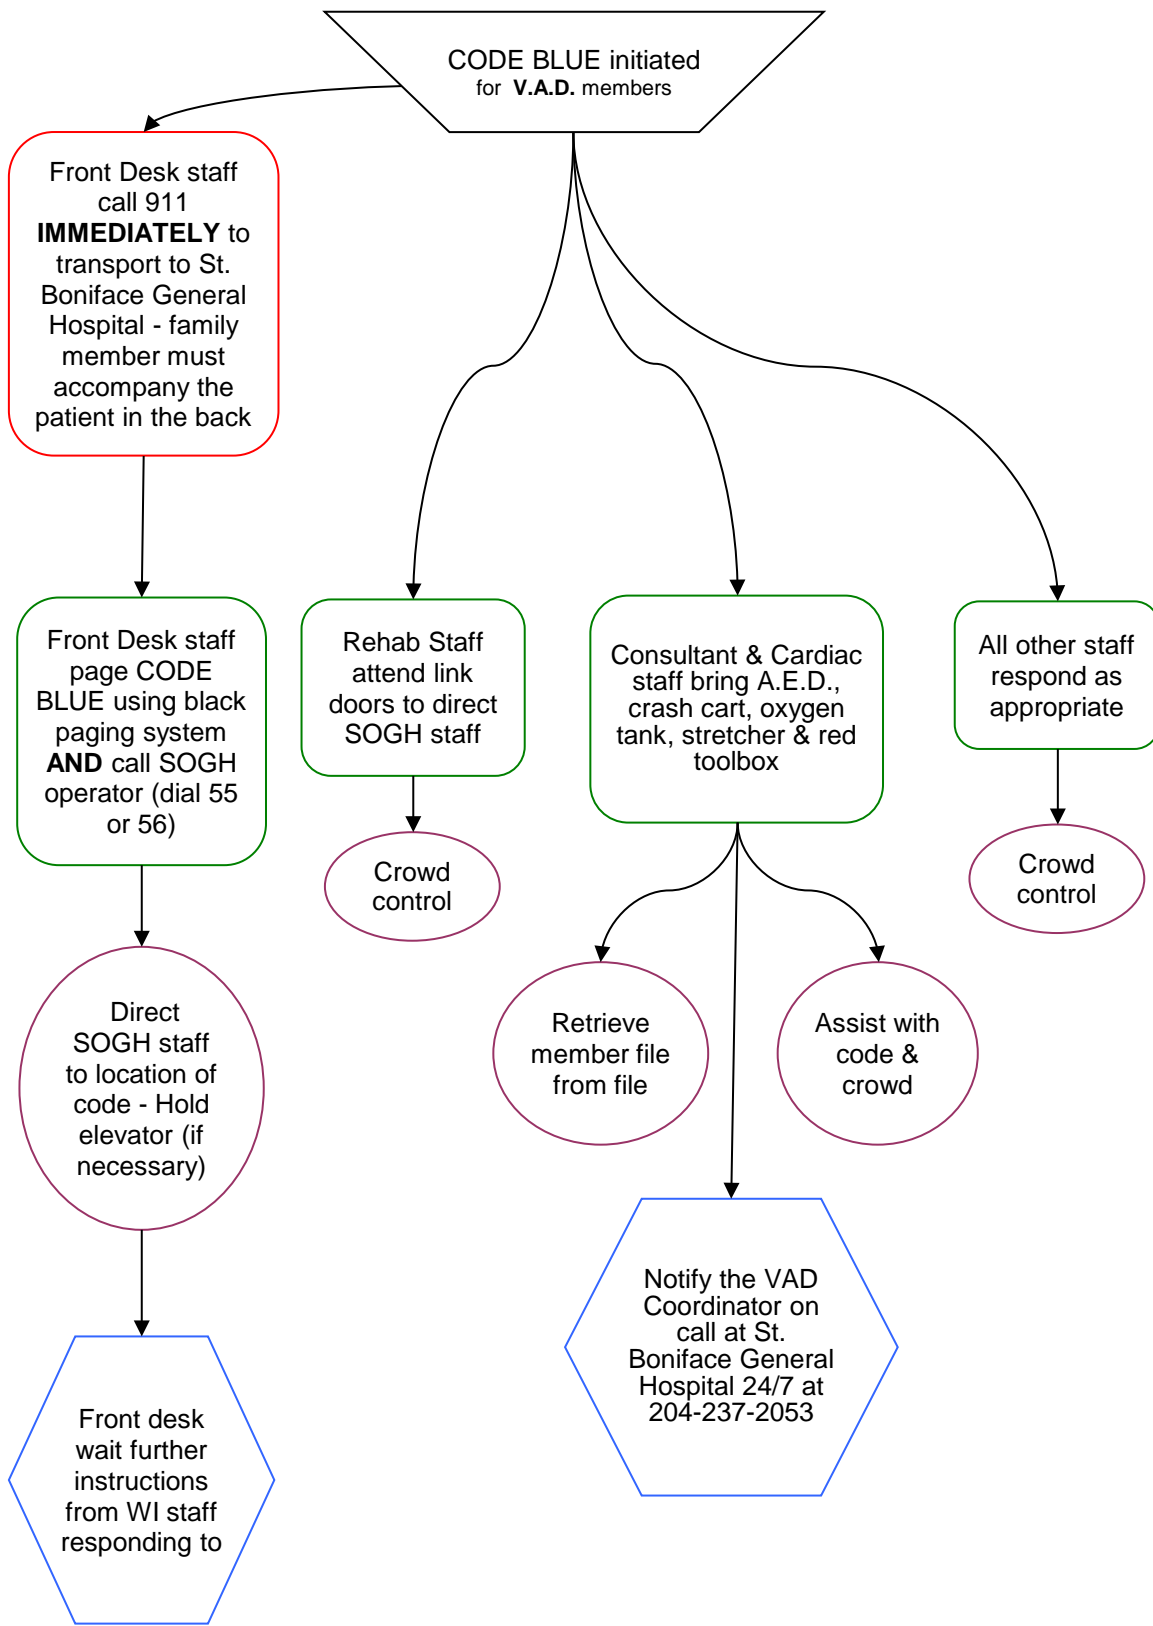 CODE BLUE initiated
for V.A.D. members
Front Desk staff
call 911
IMMEDIATELY to
transport to St.
Boniface General
Hospital - family
member must
accompany the
patient in the back
Front Desk staff
page CODE
BLUE using black
paging system
AND call SOGH
operator (dial 55
or 56)
Direct
SOGH staff
to location of
code - Hold
elevator (if
necessary)
Front desk
wait further
instructions
from WI staff
responding to
Rehab Staff
attend link
doors to direct
SOGH staff
Crowd
control
Consultant & Cardiac
staff bring A.E.D.,
crash cart, oxygen
tank, stretcher & red
toolbox
Retrieve
member file
from file
Notify the VAD
Coordinator on
call at St.
Boniface General
Hospital 24/7 at
204-237-2053
Assist with
code &
crowd
All other staff
respond as
appropriate
Crowd
control